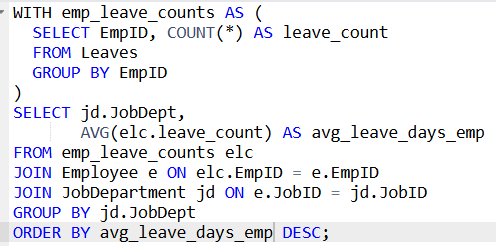 WITH emp_leave_counts AS (
  SELECT EmpID, COUNT(*) AS leave_count
  FROM Leaves
  GROUP BY EmpID
)
SELECT jd.JobDept,
       AVG(elc.leave_count) AS avg_leave_days_emp
FROM emp_leave_counts elc
JOIN Employee e ON elc.EmpID = e.EmpID
JOIN JobDepartment jd ON e.JobID = jd.JobID
GROUP BY jd.JobDept
ORDER BY avg_leave_days_emp DESC;